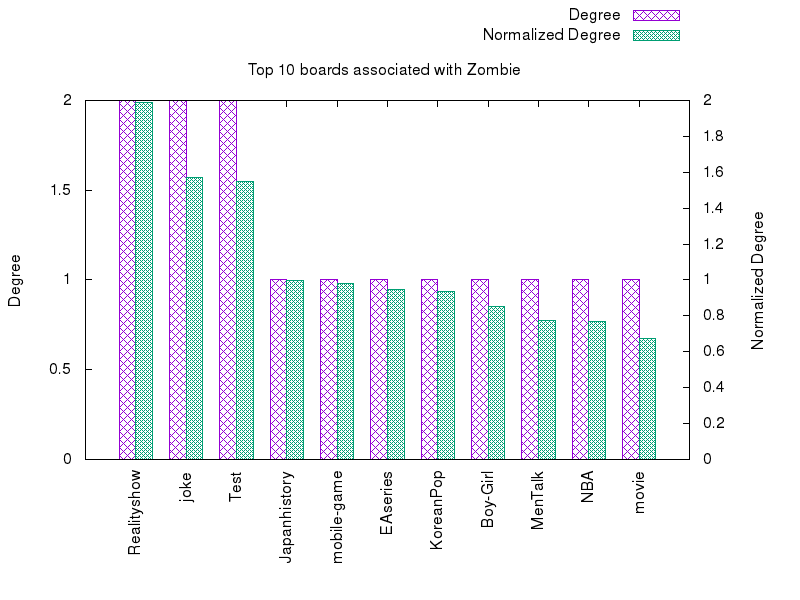 Degree
Normalized Degree
Top 10 boards associated with Zombie
2
1.5
1
0.5
0
2
1.8
1.6
1.4
1.2
1
0.8
0.6
0.4
0.2
0
Degree
Normalized Degree
Realityshow
joke
Test
Japanhistory
mobile-game
EAseries
KoreanPop
Boy-Girl
MenTalk
NBA
movie